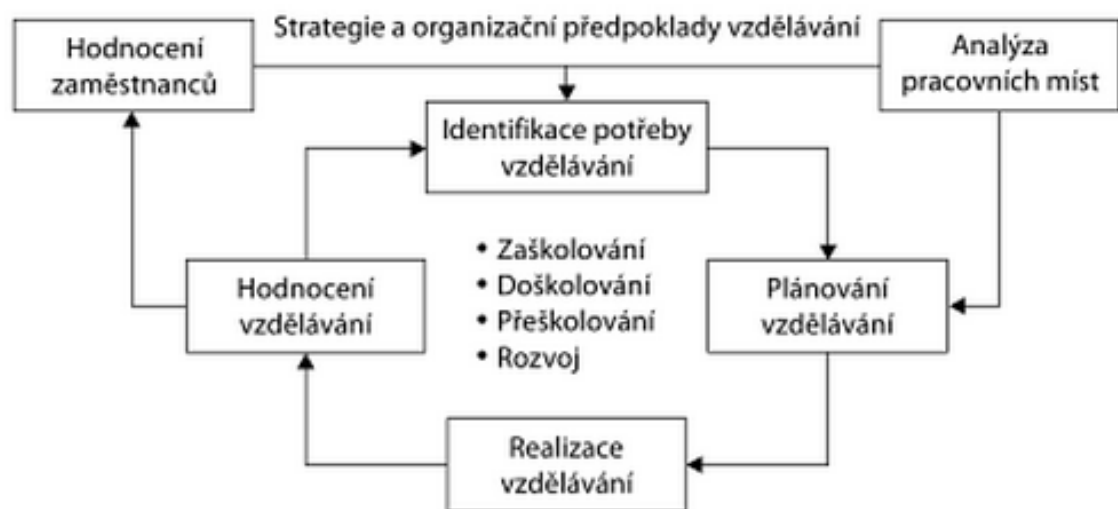 Strategie a organizační předpoklady vzdělávání
Hodnocení
zaměstnanců
Analýza
pracovních míst
Identifikace potřeby
vzdělávání
• Zaškolování
• Doškolování
• Přeškolování
• Rozvoj
Hodnocení
vzdělávání
Plánování
vzdělávání
Realizace
vzdělávání